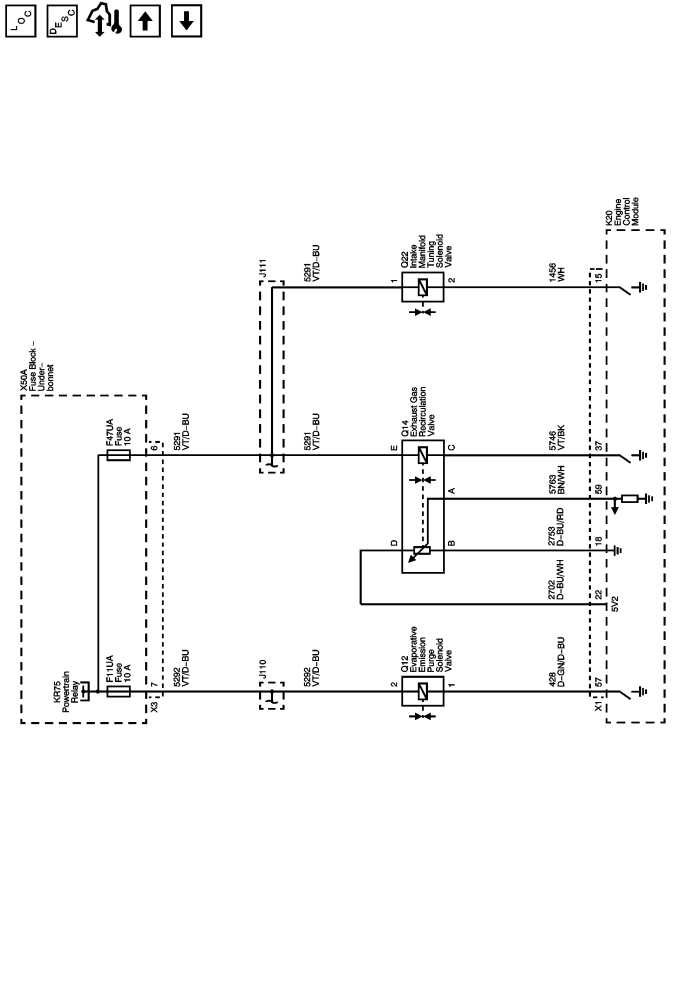 LOC
DESC
X50A
Fuse Block –
Under–
bonnet
KR75
Powertrain
Relay
F11UA
Fuse
10 A
F47UA
Fuse
10 A
7
6
X3
5292
VT/D–BU
5291
VT/D–BU
J110
J111
5292
VT/D–BU
5291
VT/D–BU
5291
VT/D–BU
2
D
E
1
Q12
Evaporative
Emission
Purge
Solenoid
Valve
Q14
Exhaust Gas
Recirculation
Valve
Q22
Intake
Manifold
Tuning
Solenoid
Valve
1
B
A
C
2
428
D–GN/D–BU
2702
D–BU/WH
2753
D–BU/RD
5763
BN/WH
5746
VT/BK
1456
WH
X1
57
22
18
59
37
15
5V2
K20
Engine
Control
Module